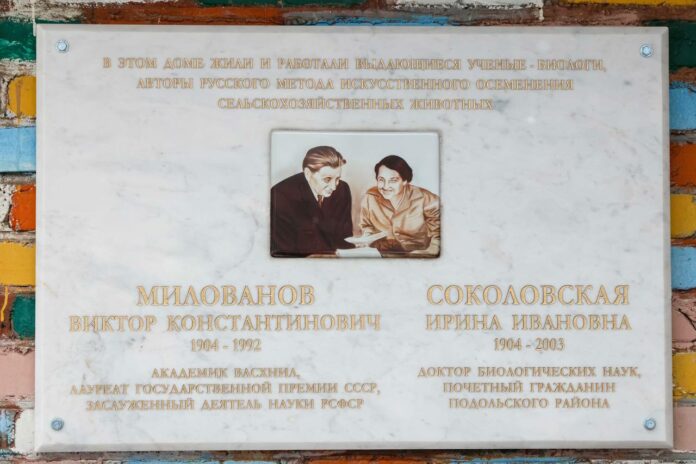 В ЭТОМ ДОМЕ ЖИЛИ И РАБОТАЛИ ВЫДАЮЩИЕСЯ УЧЕНЫЕ - БИОЛОГИ,
АВТОРЫ РУССКОГО МЕТОДА ИСКУССТВЕННОГО ОСЕМЕНЕНИЯ
СЕЛЬСКОХОЗЯЙСТВЕННЫХ ЖИВОТНЫХ
МИЛОВАНОВ
ВИКТОР КОНСТАНТИНОВИЧ
1904 - 1992
АКАДЕМИК ВАСХНИЛ,
ЛАУРЕАТ ГОСУДАРСТВЕННОЙ ПРЕМИИ СССР,
ЗАСЛУЖЕННЫЙ ДЕЯТЕЛЬ НАУКИ РСФСР
СОКОЛОВСКАЯ
ИРИНА ИВАНОВНА
1904 - 2003
ДОКТОР БИОЛОГИЧЕСКИХ НАУК,
ПОЧЕТНЫЙ ГРАЖДАНИН
ПОДОЛЬСКОГО РАЙОНА